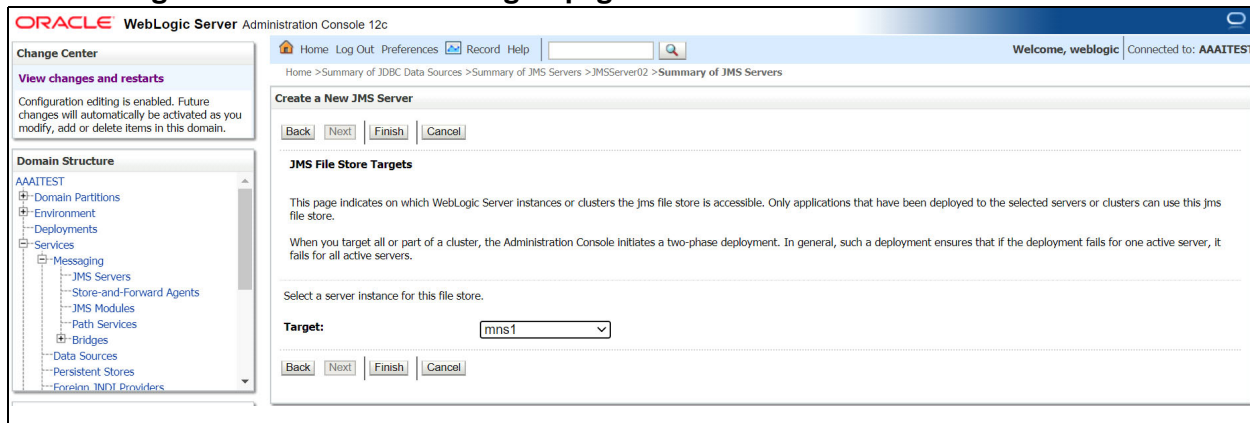 ORACLE WebLogic Server Administration Console 12c
Change Center
View changes and restarts
Configuration editing is enabled. Future
changes will automatically be activated as you
modify, add or delete items in this domain.
Domain Structure
AAAITEST
Domain Partitions
Environment
Deployments
Services
Messaging
JMS Servers
Store-and-Forward Agents
JMS Modules
Path Services
Bridges
Data Sources
Persistent Stores
Foreign JNDI Providers
Home Log Out Preferences Record Help
Welcome, weblogic Connected to: AAAITEST
Home >Summary of JDBC Data Sources >Summary of JMS Servers >JMSServer02 >Summary of JMS Servers
Create a New JMS Server
Back Next Finish Cancel
JMS File Store Targets
This page indicates on which WebLogic Server instances or clusters the jms file store is accessible. Only applications that have been deployed to the selected servers or clusters can use this jms
file store.
When you target all or part of a cluster, the Administration Console initiates a two-phase deployment. In general, such a deployment ensures that if the deployment fails for one active server, it
fails for all active servers.
Select a server instance for this file store.
Target: mns1
Back Next Finish Cancel